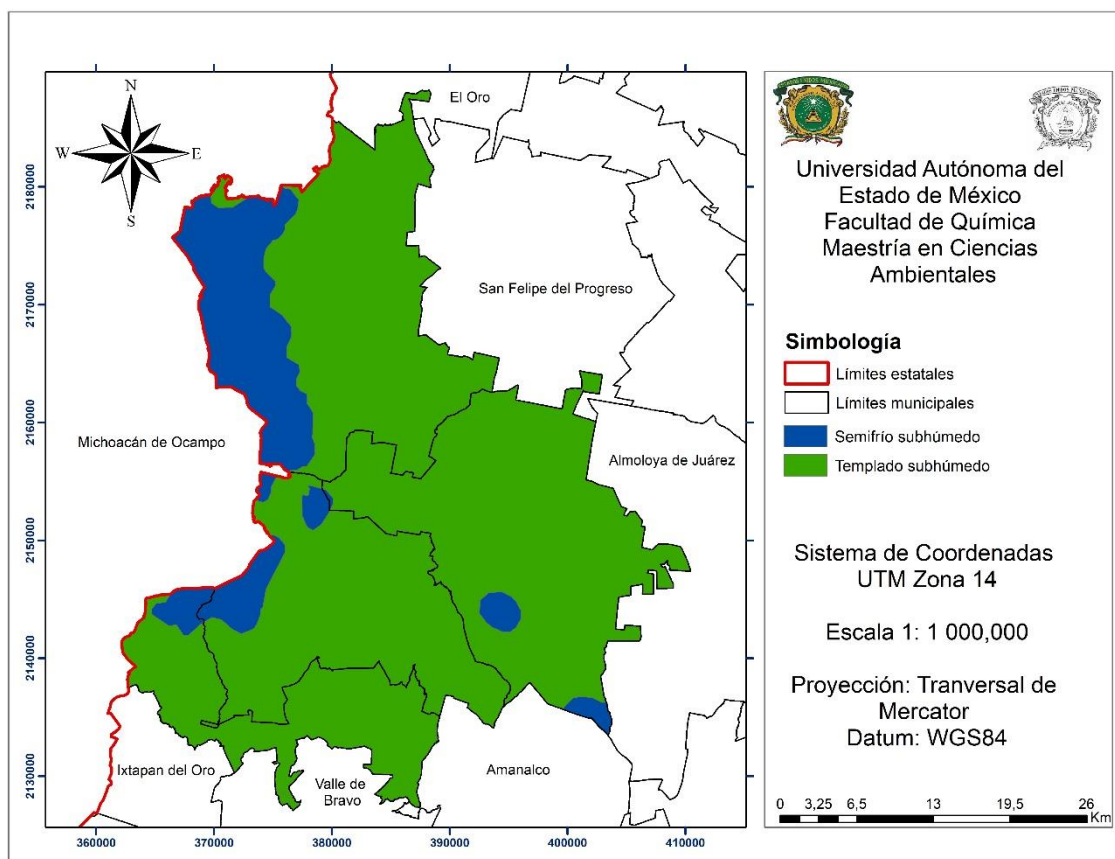 N
W
E
S
El Oro
San Felipe del Progreso
Michoacán de Ocampo
Almoloya de Juárez
Ixtapan del Oro
Valle de
Bravo
Amanalco
2180000
2170000
2160000
2150000
2140000
2130000
360000
370000
380000
390000
400000
410000
Universidad Autónoma del
Estado de México
Facultad de Química
Maestría en Ciencias
Ambientales
Simbología
Límites estatales
Límites municipales
Semifrío subhúmedo
Templado subhúmedo
Sistema de Coordenadas
UTM Zona 14
Escala 1: 1 000,000
Proyección: Tranversal de
Mercator
Datum: WGS84
0 3,25 6,5 13 19,5 26
Km